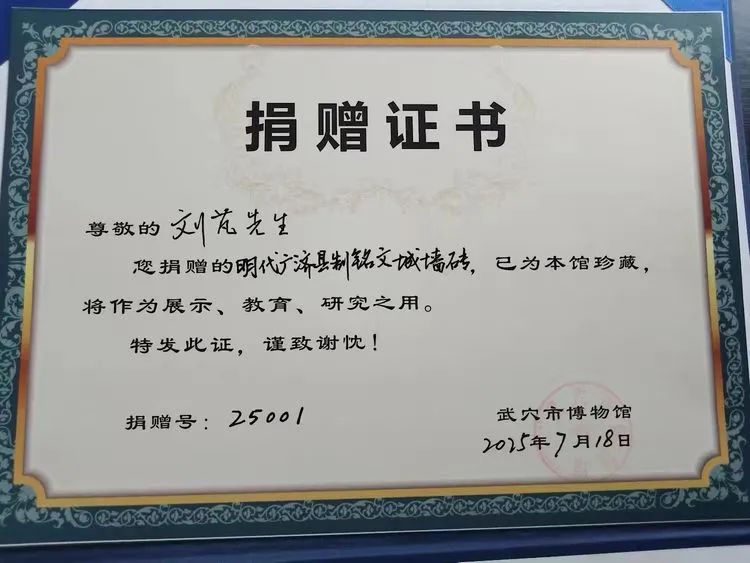 捐赠证书
尊敬的 刘芃先生
您捐赠的明代广济县制铭文城墙砖,已为本馆珍藏,
将作为展示、教育、研究之用。
特发此证,谨致谢忱!
捐赠号:25001
武穴市博物馆
2025年7月18日